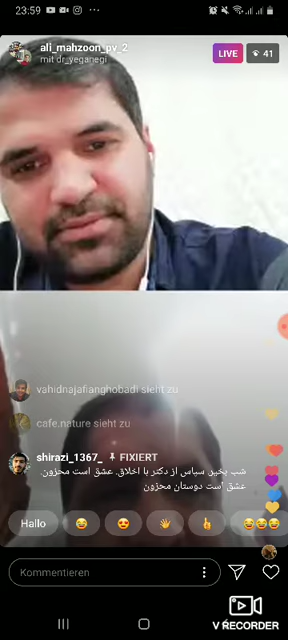 23:59
ali_mahzoon_pv_2
mit dr_yeganegi
LIVE
41
vahidnajafianghobadi sieht zu
cafe.nature sieht zu
shirazi_1367_ FIXIERT
شب بخیر. سپاس از دکتر با اخلاق. عشق است محزون.
عشق است دوستان محزون
Hallo
Kommentieren
V RECORDER